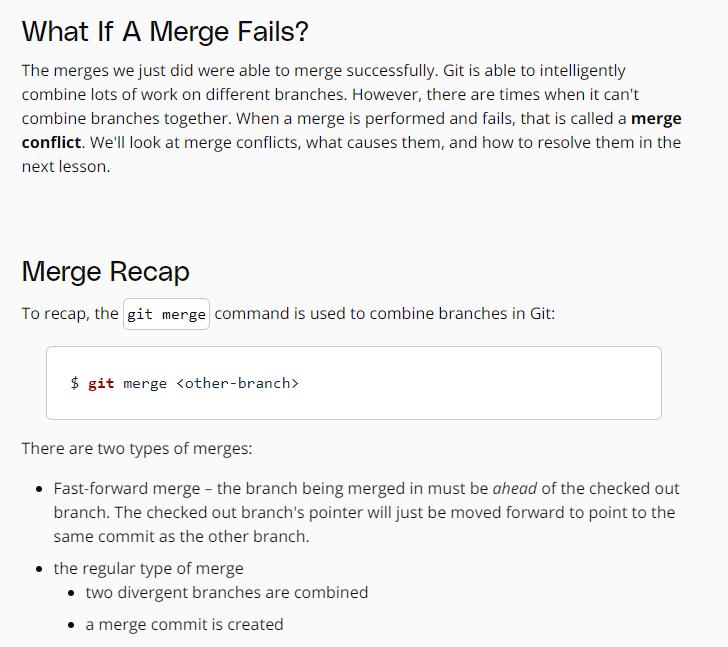 What If A Merge Fails?
The merges we just did were able to merge successfully. Git is able to intelligently
combine lots of work on different branches. However, there are times when it can't
combine branches together. When a merge is performed and fails, that is called a merge
conflict. We'll look at merge conflicts, what causes them, and how to resolve them in the
next lesson.
Merge Recap
To recap, the git merge command is used to combine branches in Git:
$ git merge <other-branch>
There are two types of merges:
• Fast-forward merge – the branch being merged in must be ahead of the checked out
branch. The checked out branch's pointer will just be moved forward to point to the
same commit as the other branch.
• the regular type of merge
• two divergent branches are combined
• a merge commit is created